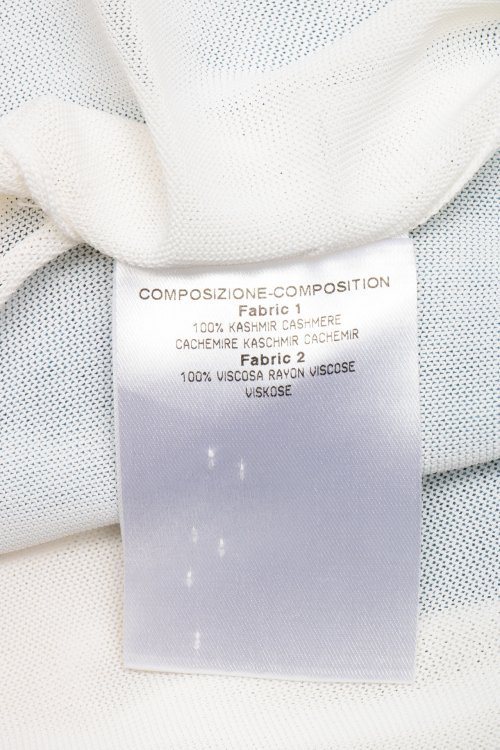 COMPOSIZIONE-COMPOSITION
Fabric 1
100% KASHMIR CASHMERE
CACHEMIRE KASCHMIR CACHEMIR
Fabric 2
100% VISCOSA RAYON VISCOSE
VISKOSE